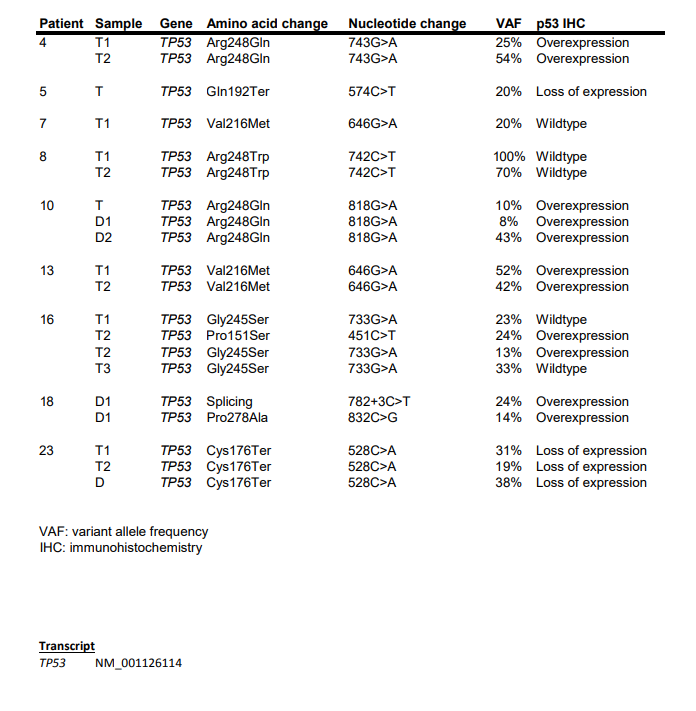 Patient Sample Gene Amino acid change Nucleotide change VAF p53 IHC
4 T1 TP53 Arg248Gln 743G>A 25% Overexpression
T2 TP53 Arg248Gln 743G>A 54% Overexpression
5 T TP53 Gln192Ter 574C>T 20% Loss of expression
7 T1 TP53 Val216Met 646G>A 20% Wildtype
8 T1 TP53 Arg248Trp 742C>T 100% Wildtype
T2 TP53 Arg248Trp 742C>T 70% Wildtype
10 T TP53 Arg248Gln 818G>A 10% Overexpression
D1 TP53 Arg248Gln 818G>A 8% Overexpression
D2 TP53 Arg248Gln 818G>A 43% Overexpression
13 T1 TP53 Val216Met 646G>A 52% Overexpression
T2 TP53 Val216Met 646G>A 42% Overexpression
16 T1 TP53 Gly245Ser 733G>A 23% Wildtype
T2 TP53 Pro151Ser 451C>T 24% Overexpression
T2 TP53 Gly245Ser 733G>A 13% Overexpression
T3 TP53 Gly245Ser 733G>A 33% Wildtype
18 D1 TP53 Splicing 782+3C>T 24% Overexpression
D1 TP53 Pro278Ala 832C>G 14% Overexpression
23 T1 TP53 Cys176Ter 528C>A 31% Loss of expression
T2 TP53 Cys176Ter 528C>A 19% Loss of expression
D TP53 Cys176Ter 528C>A 38% Loss of expression
VAF: variant allele frequency
IHC: immunohistochemistry
Transcript
TP53 NM_001126114